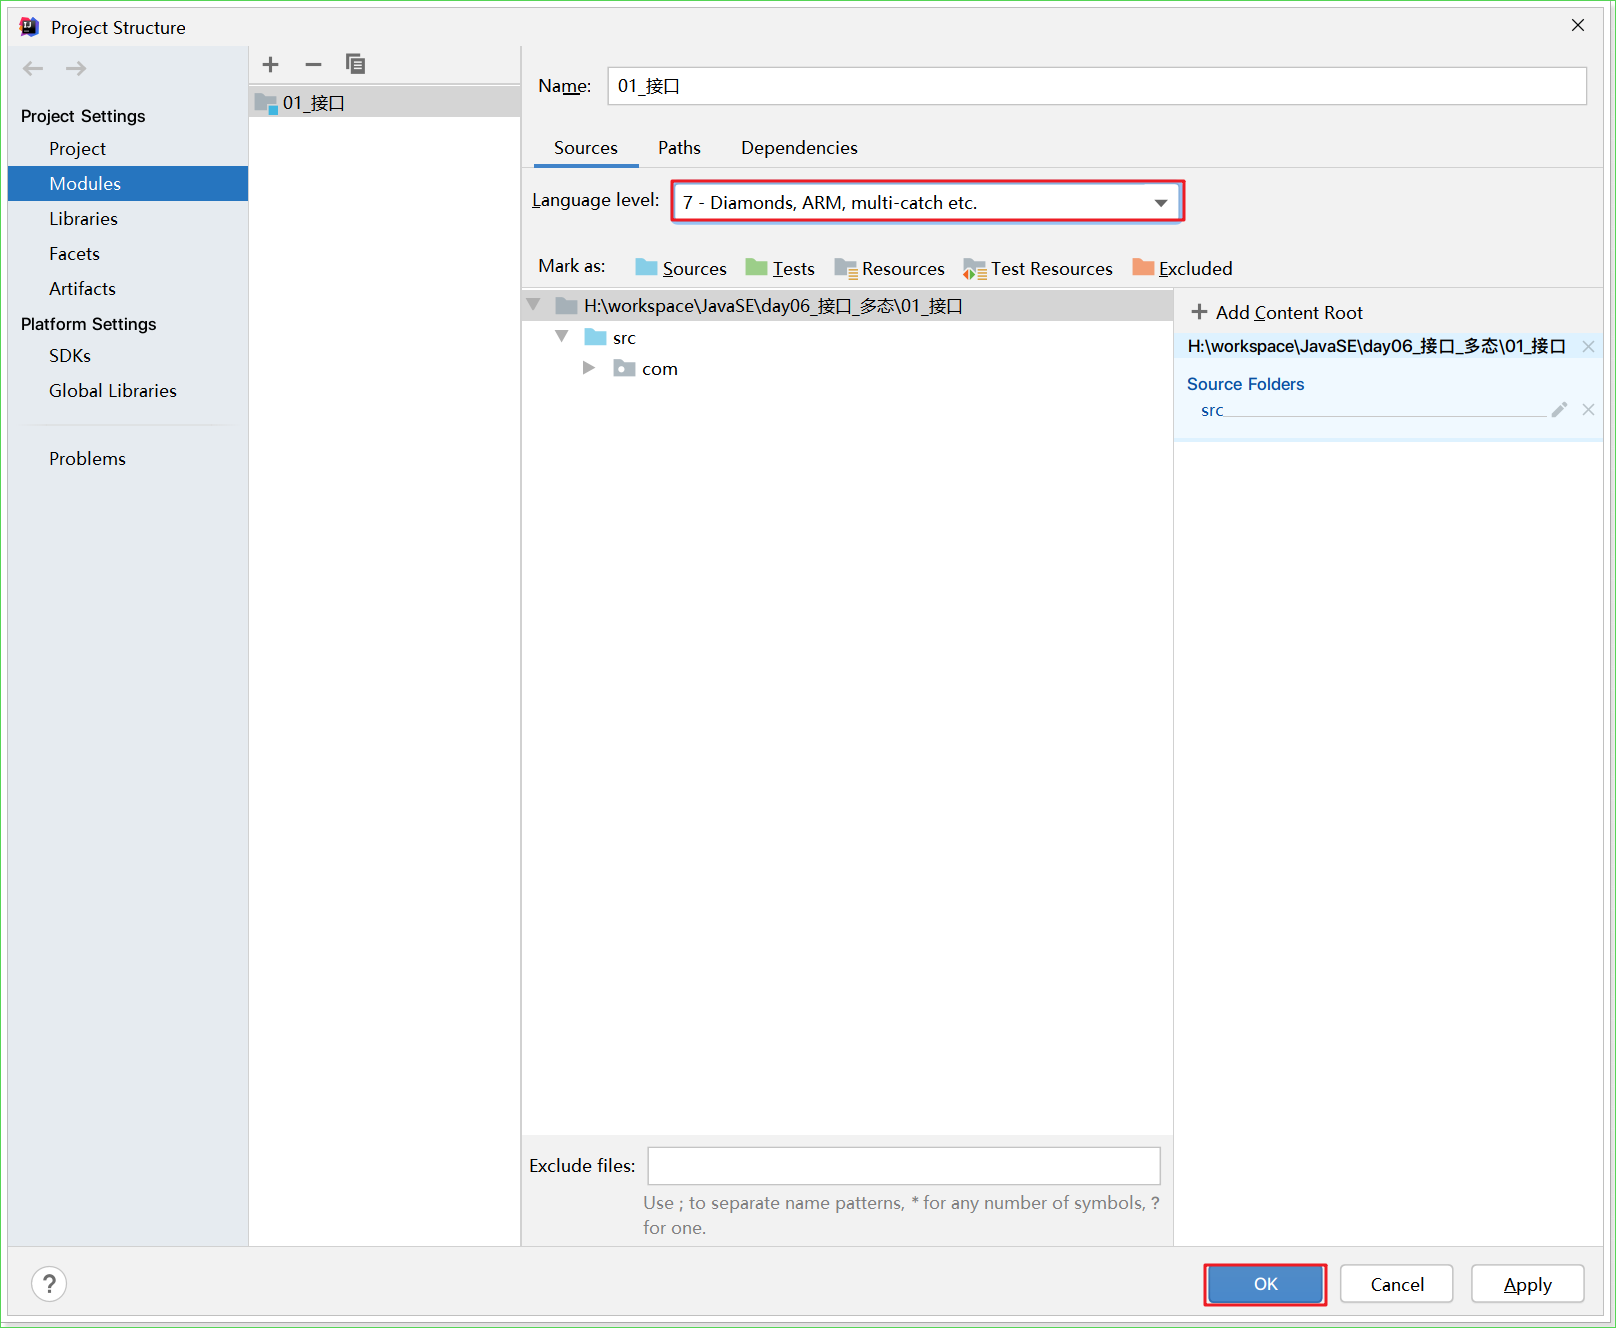 Project Structure
Project Settings
Project
Modules
Libraries
Facets
Artifacts
Platform Settings
SDKs
Global Libraries
Problems
01_接口
Name: 01_接口
Sources Paths Dependencies
Language level: 7 - Diamonds, ARM, multi-catch etc.
Mark as: Sources Tests Resources Test Resources Excluded
H:\workspace\JavaSE\day06_接口_多态\01_接口
src
com
Add Content Root
H:\workspace\JavaSE\day06_接口_多态\01_接口
Source Folders
src
Exclude files:
Use ; to separate name patterns, * for any number of symbols, ?
for one.
?
OK Cancel Apply